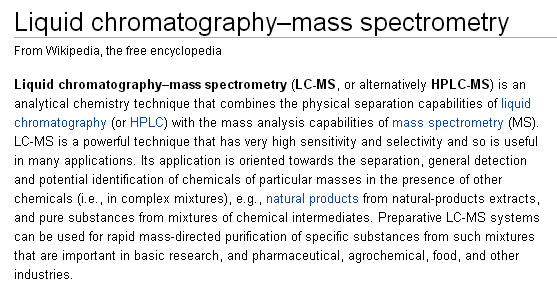 Liquid chromatography–mass spectrometry
From Wikipedia, the free encyclopedia
Liquid chromatography–mass spectrometry (LC-MS, or alternatively HPLC-MS) is an
analytical chemistry technique that combines the physical separation capabilities of liquid
chromatography (or HPLC) with the mass analysis capabilities of mass spectrometry (MS).
LC-MS is a powerful technique that has very high sensitivity and selectivity and so is useful
in many applications. Its application is oriented towards the separation, general detection
and potential identification of chemicals of particular masses in the presence of other
chemicals (i.e., in complex mixtures), e.g., natural products from natural-products extracts,
and pure substances from mixtures of chemical intermediates. Preparative LC-MS systems
can be used for rapid mass-directed purification of specific substances from such mixtures
that are important in basic research, and pharmaceutical, agrochemical, food, and other
industries.